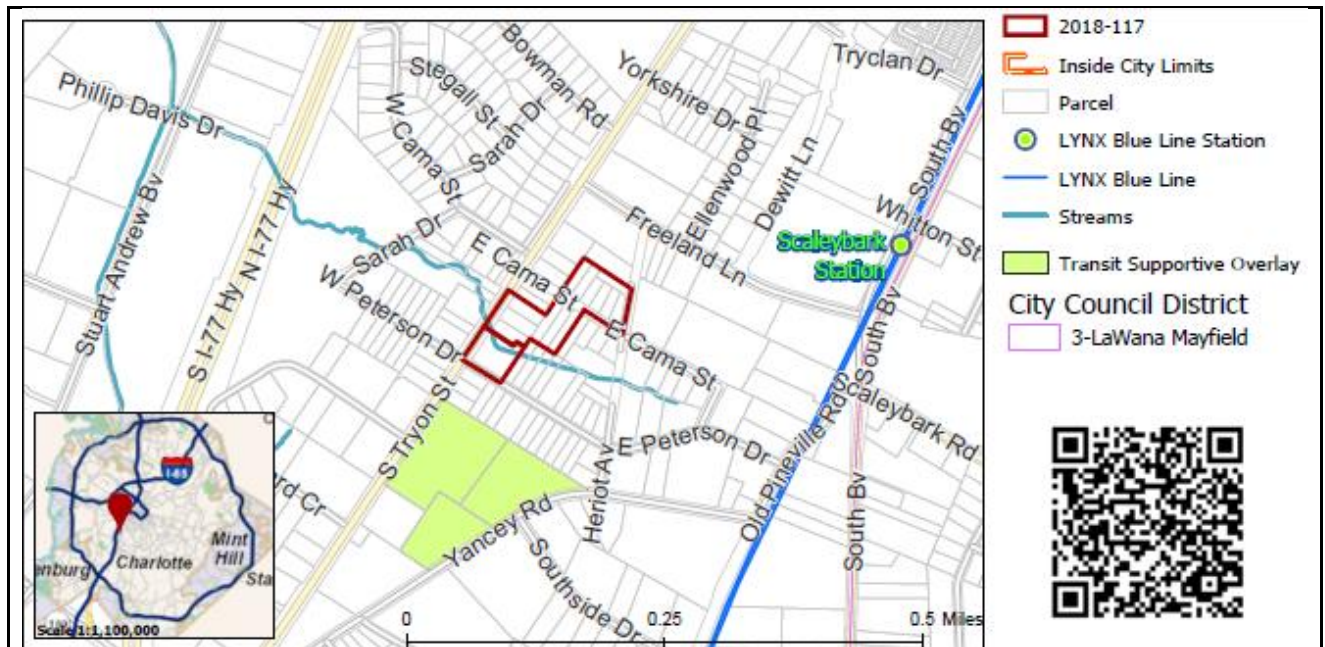 Phillip Davis Dr
Stuart Andrew Bv
S I-77 Hy
N I-77 Hy
W Cama St
Stegall St
Sarah Dr
Bowman Rd
Yorkshire Dr
Tryclan Dr
Ellenwood Pl
Dewitt Ln
South Bv
Whitton St
Freeland Ln
Scaleybark
Station
Sarah Dr
E Cama St
W Peterson Dr
E Cama St
South Bv
Scaleybark Rd
S Tryon St
E Peterson Dr
Old Pineville Rd
South Bv
Heriot Av
Yancey Rd
Southside Dr
ard Cr
Charlotte
Mint
Hill
enburg
Sta
Scale 1:1,100,000
0
0.25
0.5 Miles
2018-117
Inside City Limits
Parcel
LYNX Blue Line Station
LYNX Blue Line
Streams
Transit Supportive Overlay
City Council District
3-LaWana Mayfield